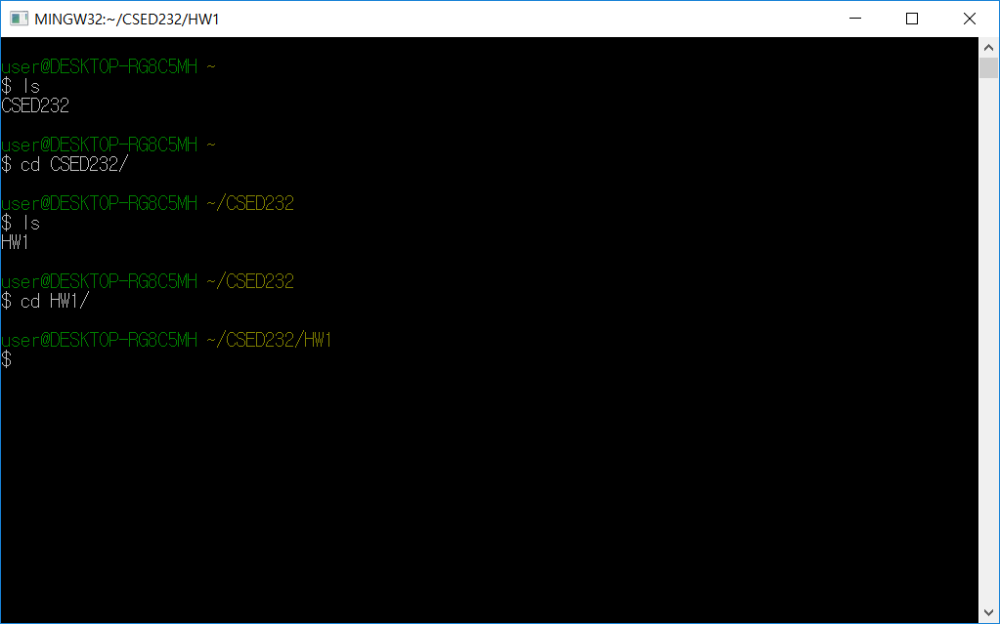 MINGW32:~/CSED232/HW1
user@DESKTOP-RG8C5MH ~
$ ls
CSED232
user@DESKTOP-RG8C5MH ~
$ cd CSED232/
user@DESKTOP-RG8C5MH ~/CSED232
$ ls
HW1
user@DESKTOP-RG8C5MH ~/CSED232
$ cd HW1/
user@DESKTOP-RG8C5MH ~/CSED232/HW1
$